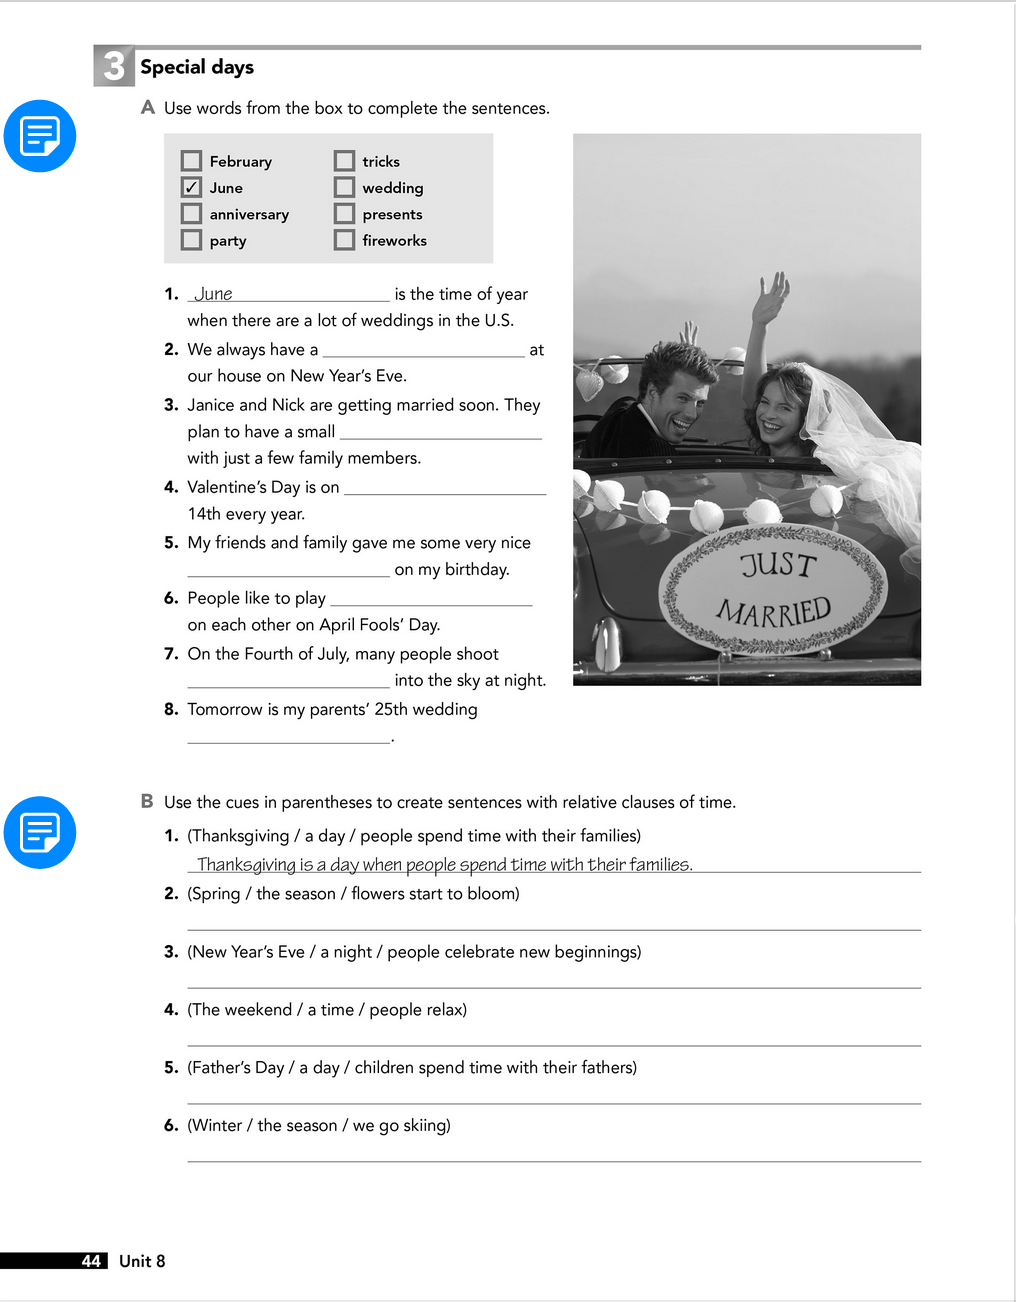 3 Special days
A Use words from the box to complete the sentences.
February tricks
✓ June wedding
anniversary presents
party fireworks
1. June is the time of year
when there are a lot of weddings in the U.S.
2. We always have a ____________________ at
our house on New Year's Eve.
3. Janice and Nick are getting married soon. They
plan to have a small ____________________
with just a few family members.
4. Valentine's Day is on ____________________
14th every year.
5. My friends and family gave me some very nice
____________________ on my birthday.
6. People like to play ____________________
on each other on April Fools' Day.
7. On the Fourth of July, many people shoot
____________________ into the sky at night.
8. Tomorrow is my parents' 25th wedding
____________________.
JUST
MARRIED
B Use the cues in parentheses to create sentences with relative clauses of time.
1. (Thanksgiving / a day / people spend time with their families)
Thanksgiving is a day when people spend time with their families.
2. (Spring / the season / flowers start to bloom)
3. (New Year's Eve / a night / people celebrate new beginnings)
4. (The weekend / a time / people relax)
5. (Father's Day / a day / children spend time with their fathers)
6. (Winter / the season / we go skiing)
44 Unit 8